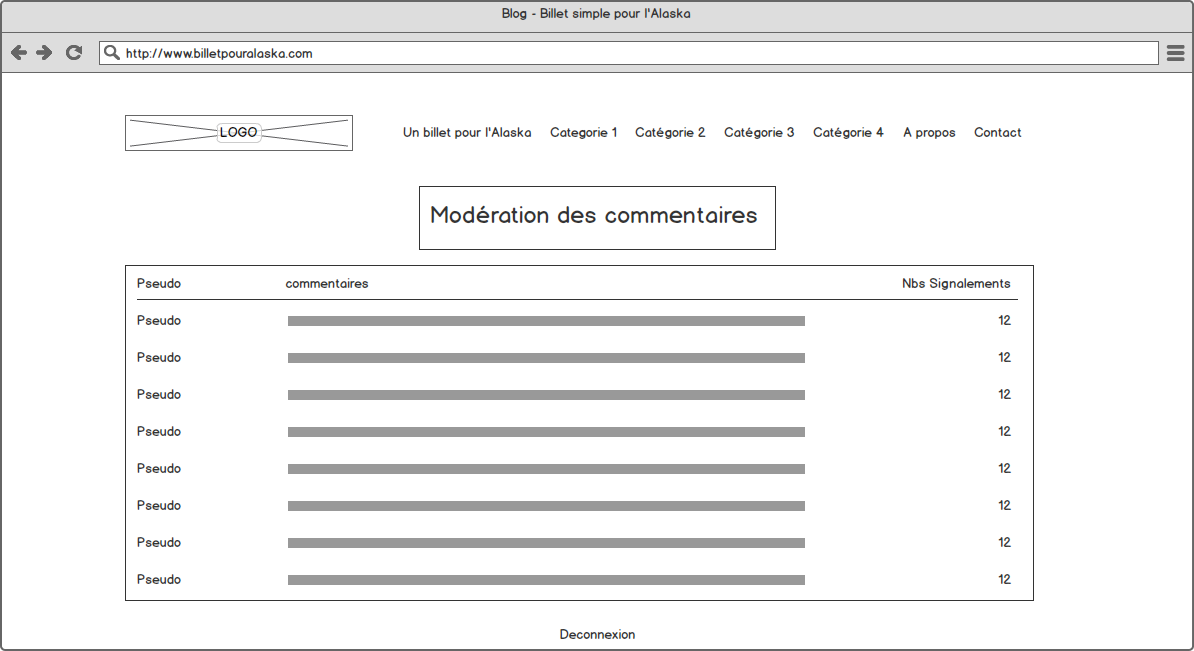 Blog - Billet simple pour l'Alaska
http://www.billetpouralaska.com
LOGO Un billet pour l'Alaska Categorie 1 Catégorie 2 Catégorie 3 Catégorie 4 A propos Contact
Modération des commentaires
Pseudo commentaires Nbs Signalements
Pseudo 12
Pseudo 12
Pseudo 12
Pseudo 12
Pseudo 12
Pseudo 12
Pseudo 12
Pseudo 12
Deconnexion